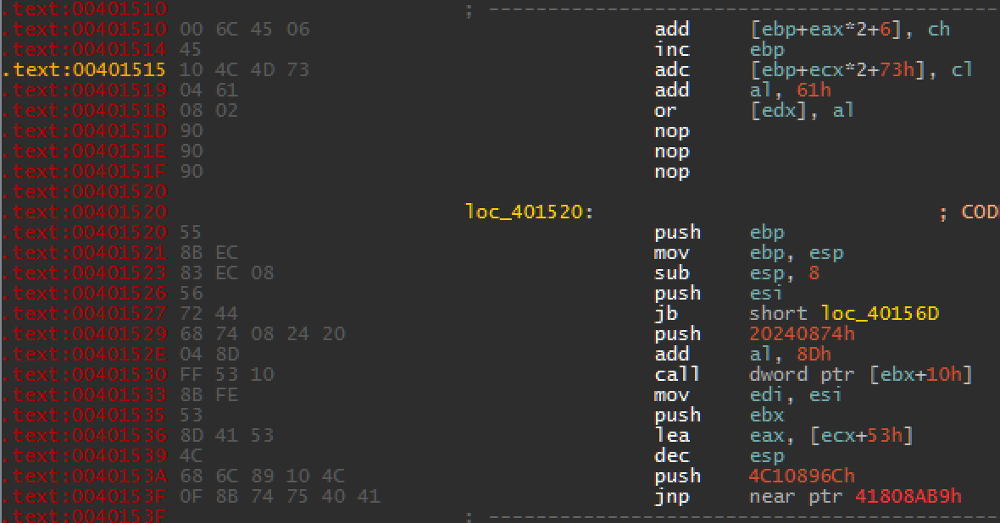 .text:00401510 ; ----------------------------------
.text:00401510 00 6C 45 06 add [ebp+eax*2+6], ch
.text:00401514 45 inc ebp
.text:00401515 10 4C 4D 73 adc [ebp+ecx*2+73h], cl
.text:00401519 04 61 add al, 61h
.text:0040151B 08 02 or [edx], al
.text:0040151D 90 nop
.text:0040151E 90 nop
.text:0040151F 90 nop
.text:00401520
.text:00401520 loc_401520: ; COD
.text:00401520 55 push ebp
.text:00401521 8B EC mov ebp, esp
.text:00401523 83 EC 08 sub esp, 8
.text:00401526 56 push esi
.text:00401527 72 44 jb short loc_40156D
.text:00401529 68 74 08 24 20 push 20240874h
.text:0040152E 04 8D add al, 8Dh
.text:00401530 FF 53 10 call dword ptr [ebx+10h]
.text:00401533 8B FE mov edi, esi
.text:00401535 53 push ebx
.text:00401536 8D 41 53 lea eax, [ecx+53h]
.text:00401539 4C dec esp
.text:0040153A 68 6C 89 10 4C push 4C10896Ch
.text:0040153F 0F 8B 74 75 40 41 jnp near ptr 41808AB9h
.text:0040153F ; ----------------------------------